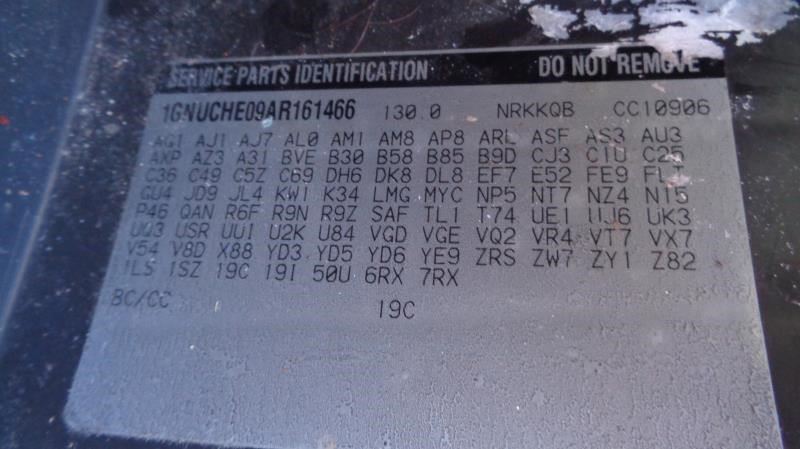 SERVICE PARTS IDENTIFICATION DO NOT REMOVE
1GNUCHE09AR161466 130.0 NRKKQB CC10906
AG1 AJ1 AJ7 AL0 AM1 AM8 AP8 ARL ASF AS3 AU3
AXP AZ3 A31 BVE B30 B58 B85 B9D CJ3 C1U C25
C36 C49 C5Z C69 DH6 DK8 DL8 EF7 E52 FE9 FLT
GU4 JD9 JL4 KW1 K34 LMG MYC NP5 NT7 NZ4 N15
P46 QAN R6F R9N R9Z SAF TL1 T74 UE1 UJ6 UK3
UQ3 USR UU1 U2K U84 VGD VGE VQ2 VR4 VT7 VX7
V54 V8D X88 YD3 YD5 YD6 YE9 ZRS ZW7 ZY1 Z82
1LS 1SZ 19C 19I 50U 6RX 7RX
BC/CC 19C